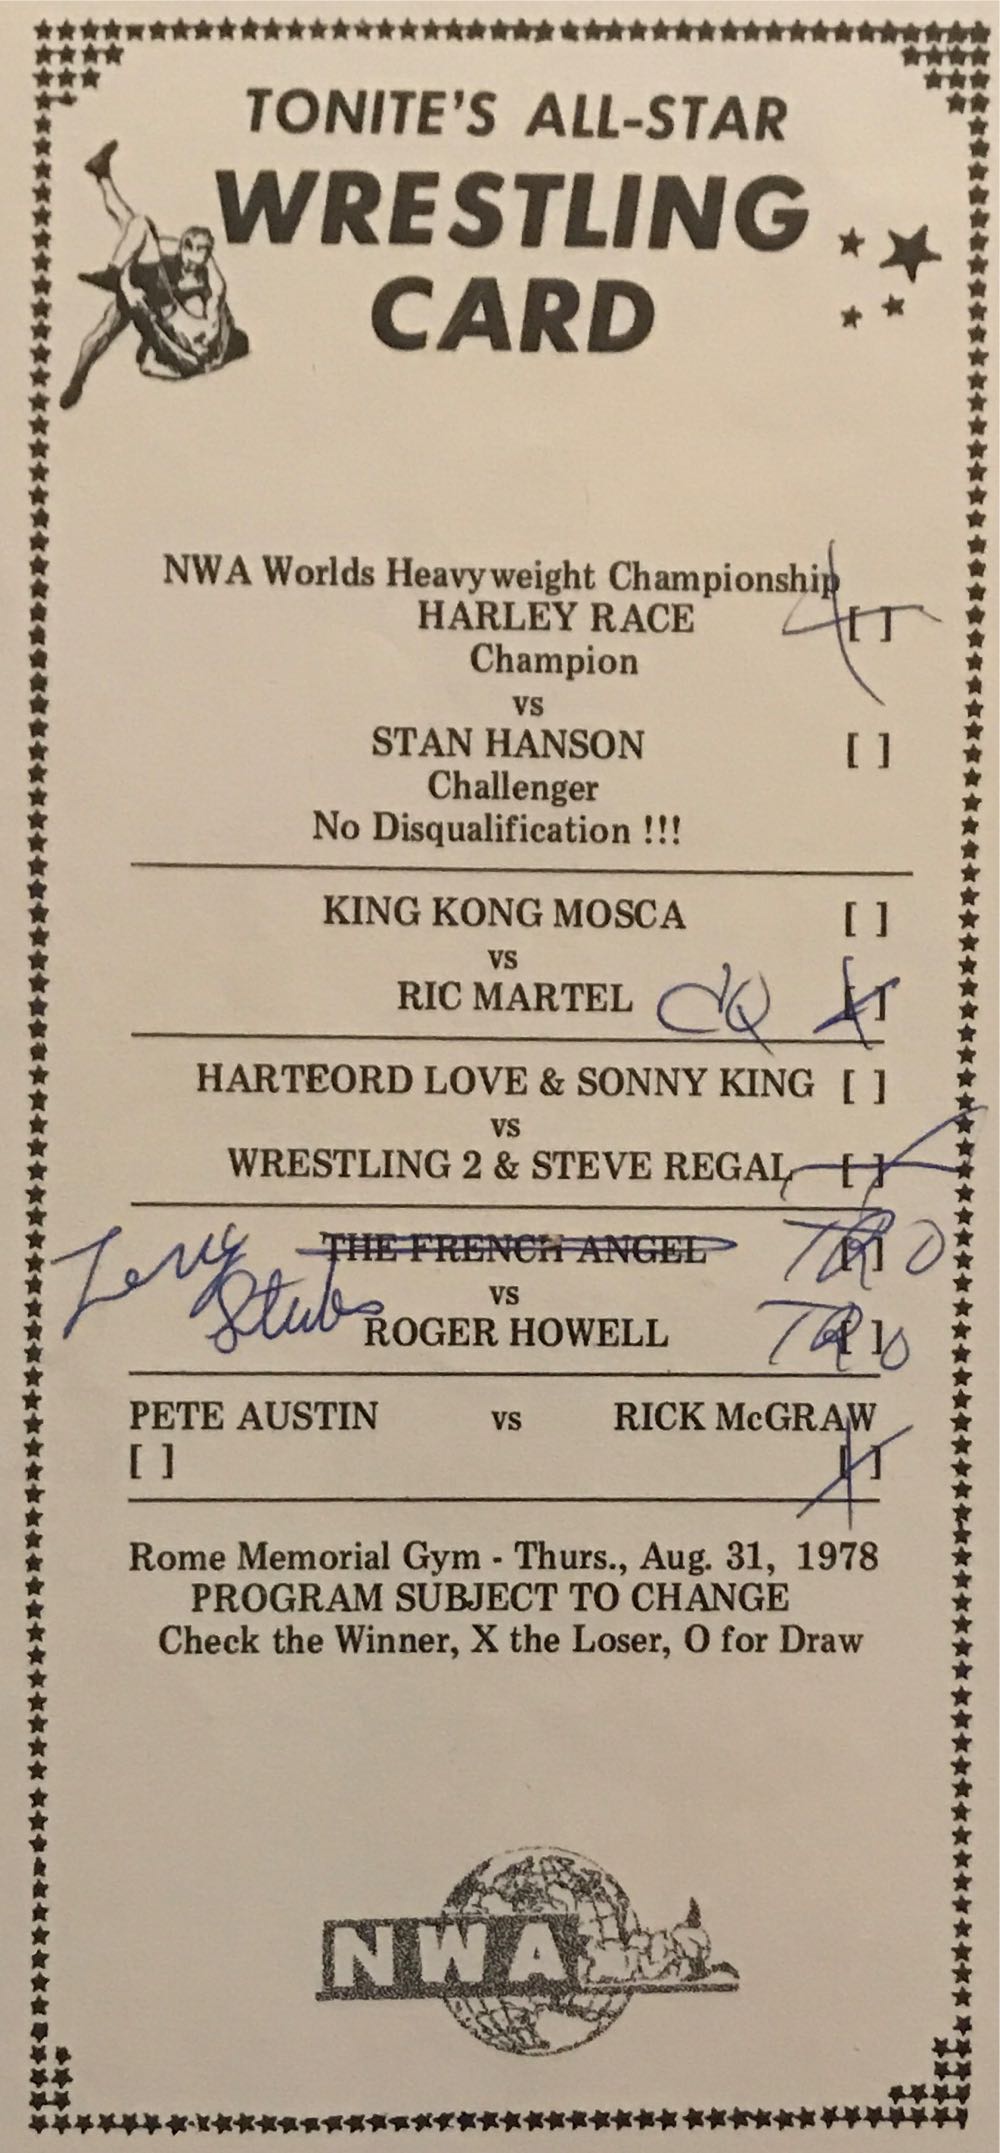 TONITE'S ALL-STAR
WRESTLING
CARD
NWA Worlds Heavyweight Championship
HARLEY RACE [ ]
Champion
vs
STAN HANSON [ ]
Challenger
No Disqualification !!!
KING KONG MOSCA [ ]
vs
RIC MARTEL DQ [ ]
HARTEORD LOVE & SONNY KING [ ]
vs
WRESTLING 2 & STEVE REGAL [ ]
THE FRENCH ANGEL [ ]
Stubs
vs
ROGER HOWELL [ ]
PETE AUSTIN vs RICK McGRAW
[ ] [ ]
Rome Memorial Gym - Thurs., Aug. 31, 1978
PROGRAM SUBJECT TO CHANGE
Check the Winner, X the Loser, O for Draw
NWA